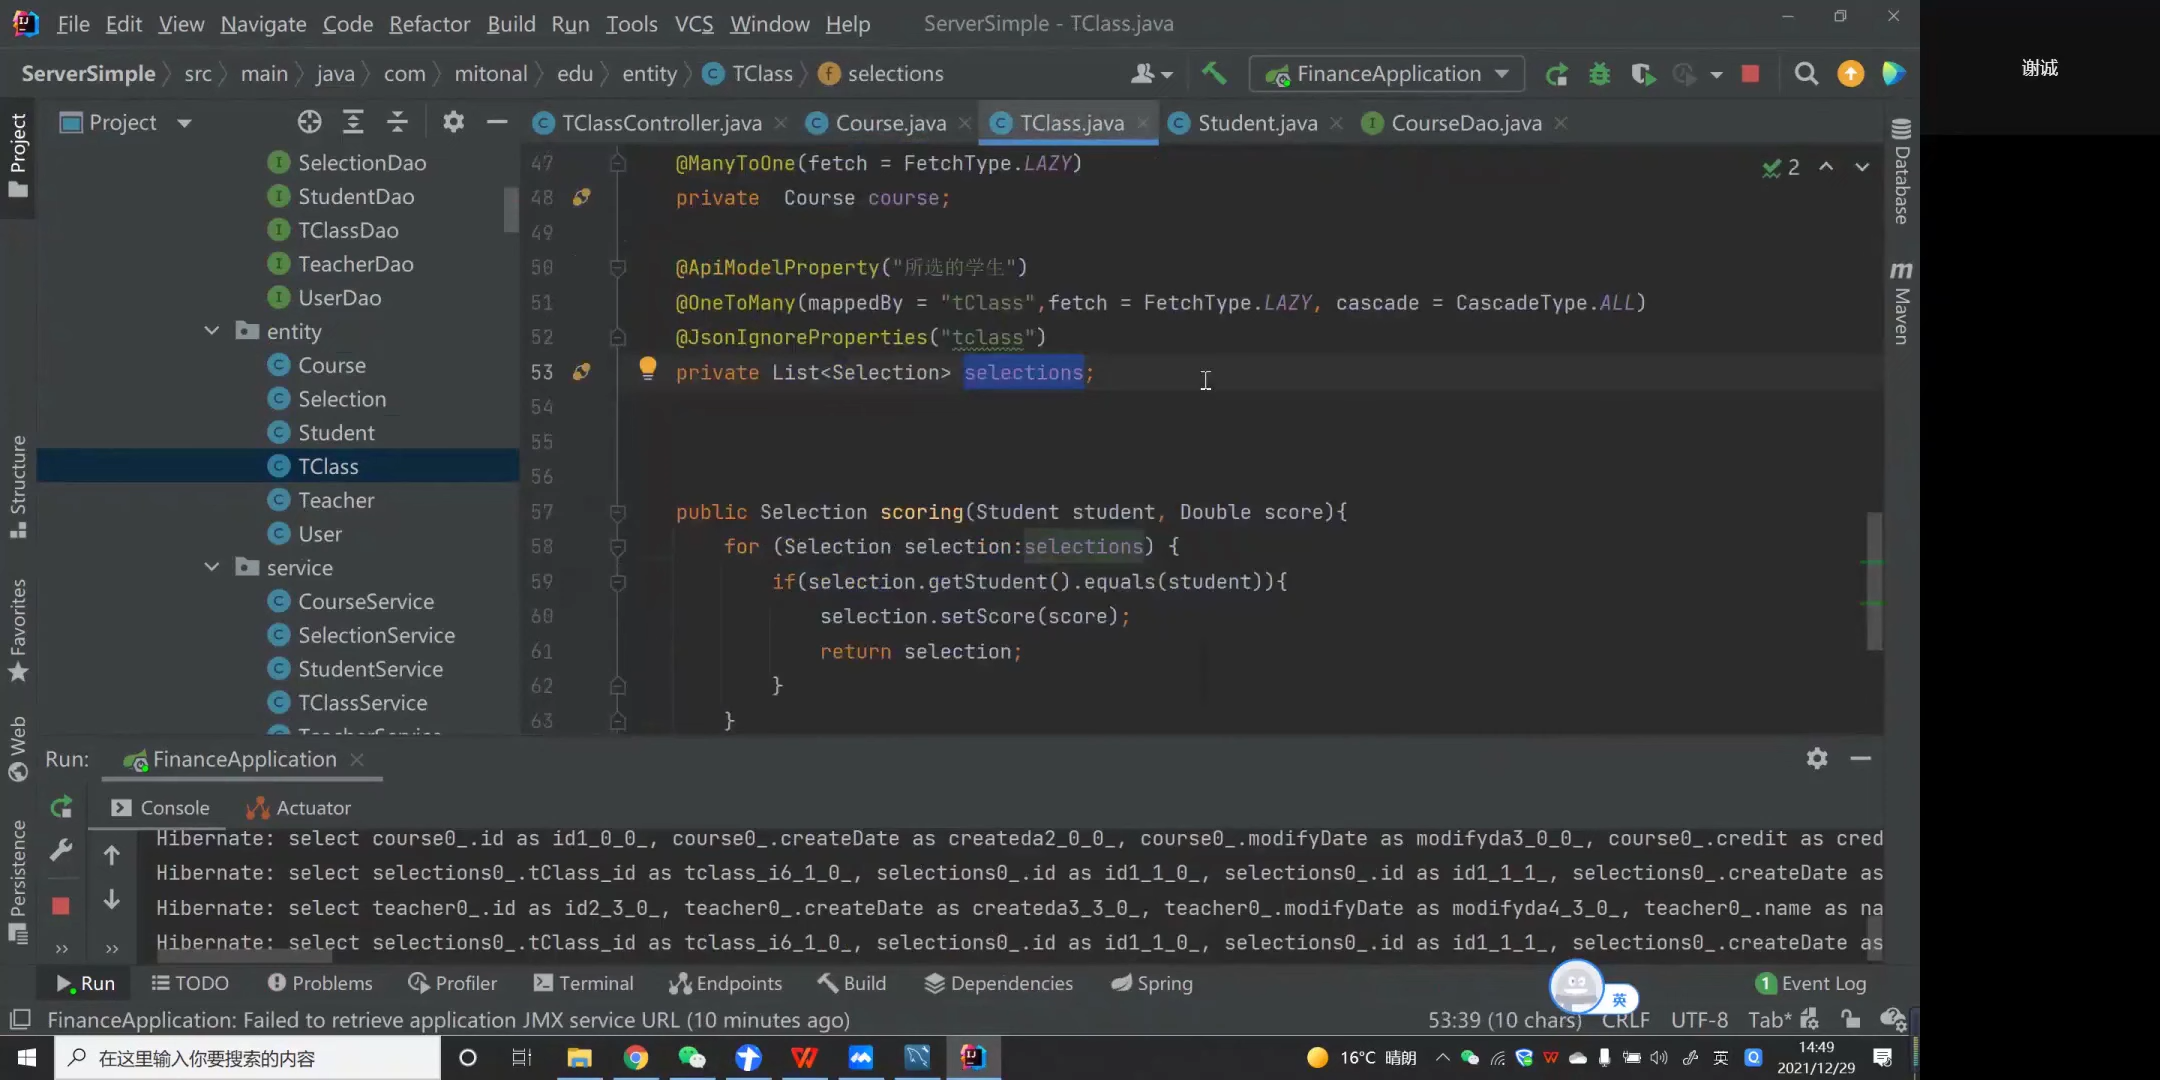 File Edit View Navigate Code Refactor Build Run Tools VCS Window Help ServerSimple - TClass.java
谢诚
ServerSimple src main java com mitonal edu entity TClass selections FinanceApplication
Project
TClassController.java Course.java TClass.java Student.java CourseDao.java
Project
Structure
Favorites
Web
Persistence
SelectionDao
StudentDao
TClassDao
TeacherDao
UserDao
entity
Course
Selection
Student
TClass
Teacher
User
service
CourseService
SelectionService
StudentService
TClassService
TeacherService
2
47 @ManyToOne(fetch = FetchType.LAZY)
48 private Course course;
49
50 @ApiModelProperty("所选的学生")
51 @OneToMany(mappedBy = "tClass",fetch = FetchType.LAZY, cascade = CascadeType.ALL)
52 @JsonIgnoreProperties("tclass")
53 private List<Selection> selections;
54
55
56
57 public Selection scoring(Student student, Double score){
58 for (Selection selection:selections) {
59 if(selection.getStudent().equals(student)){
60 selection.setScore(score);
61 return selection;
62 }
63 }
Database
Maven
Run: FinanceApplication
Console Actuator
Hibernate: select course0_.id as id1_0_0_, course0_.createDate as createda2_0_0_, course0_.modifyDate as modifyda3_0_0_, course0_.credit as cred
Hibernate: select selections0_.tClass_id as tclass_i6_1_0_, selections0_.id as id1_1_0_, selections0_.id as id1_1_1_, selections0_.createDate as
Hibernate: select teacher0_.id as id2_3_0_, teacher0_.createDate as createda3_3_0_, teacher0_.modifyDate as modifyda4_3_0_, teacher0_.name as na
Hibernate: select selections0_.tClass_id as tclass_i6_1_0_, selections0_.id as id1_1_0_, selections0_.id as id1_1_1_, selections0_.createDate as
Run TODO Problems Profiler Terminal Endpoints Build Dependencies Spring 英 1 Event Log
FinanceApplication: Failed to retrieve application JMX service URL (10 minutes ago) 53:39 (10 chars) CRLF UTF-8 Tab*
在这里输入你要搜索的内容 16°C 晴朗 英 14:49
2021/12/29